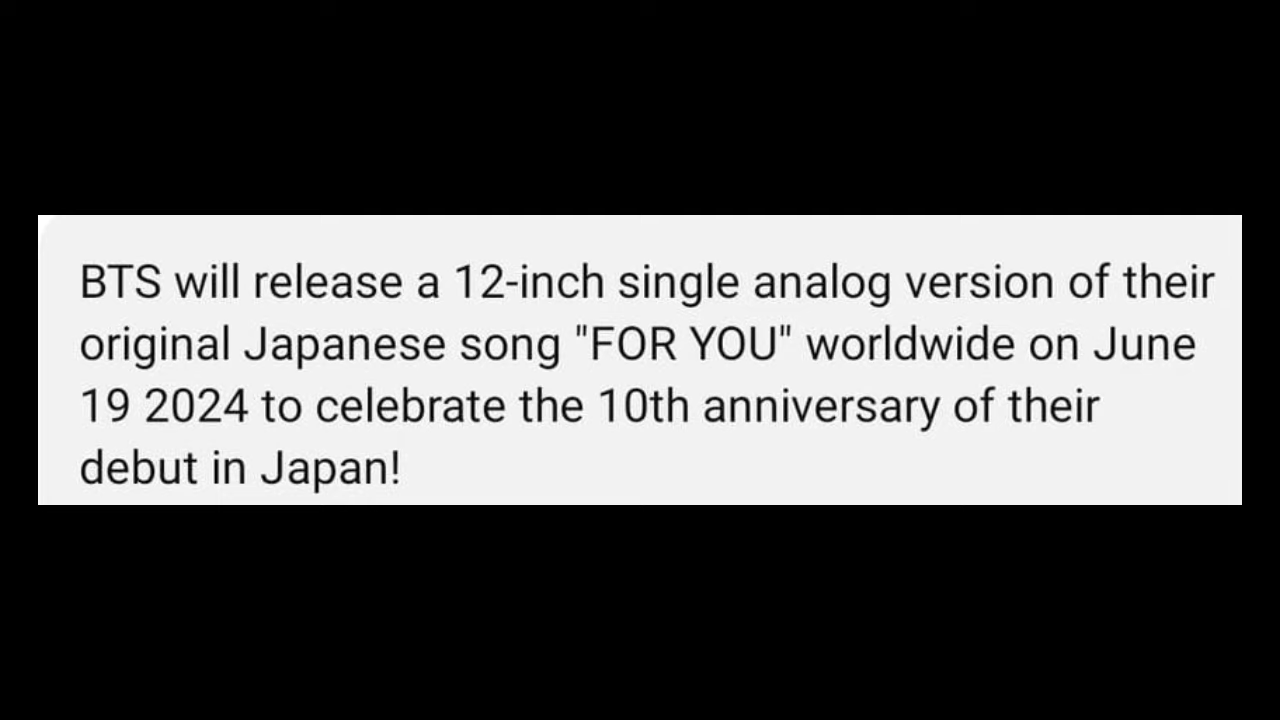 BTS will release a 12-inch single analog version of their
original Japanese song "FOR YOU" worldwide on June
19 2024 to celebrate the 10th anniversary of their
debut in Japan!